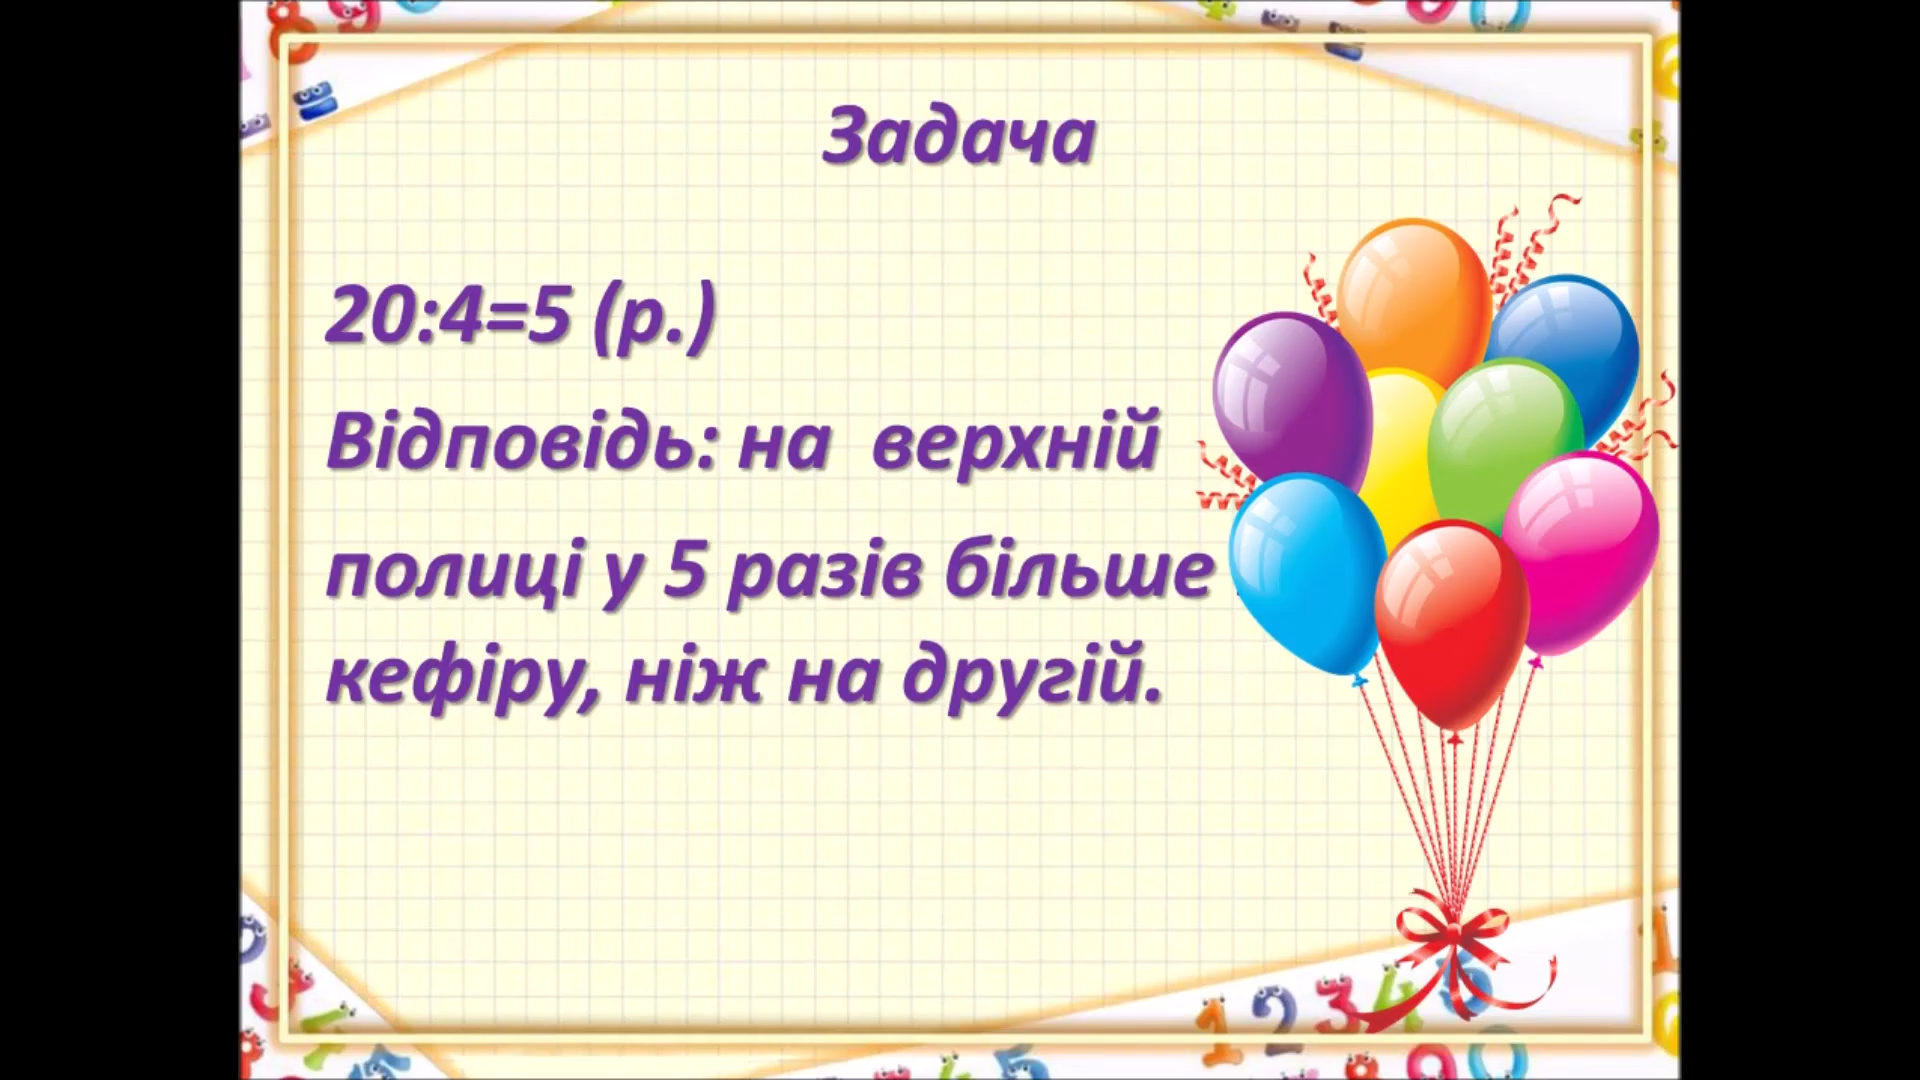 Задача
20:4=5 (р.)
Відповідь: на верхній
полиці у 5 разів більше
кефіру, ніж на другій.